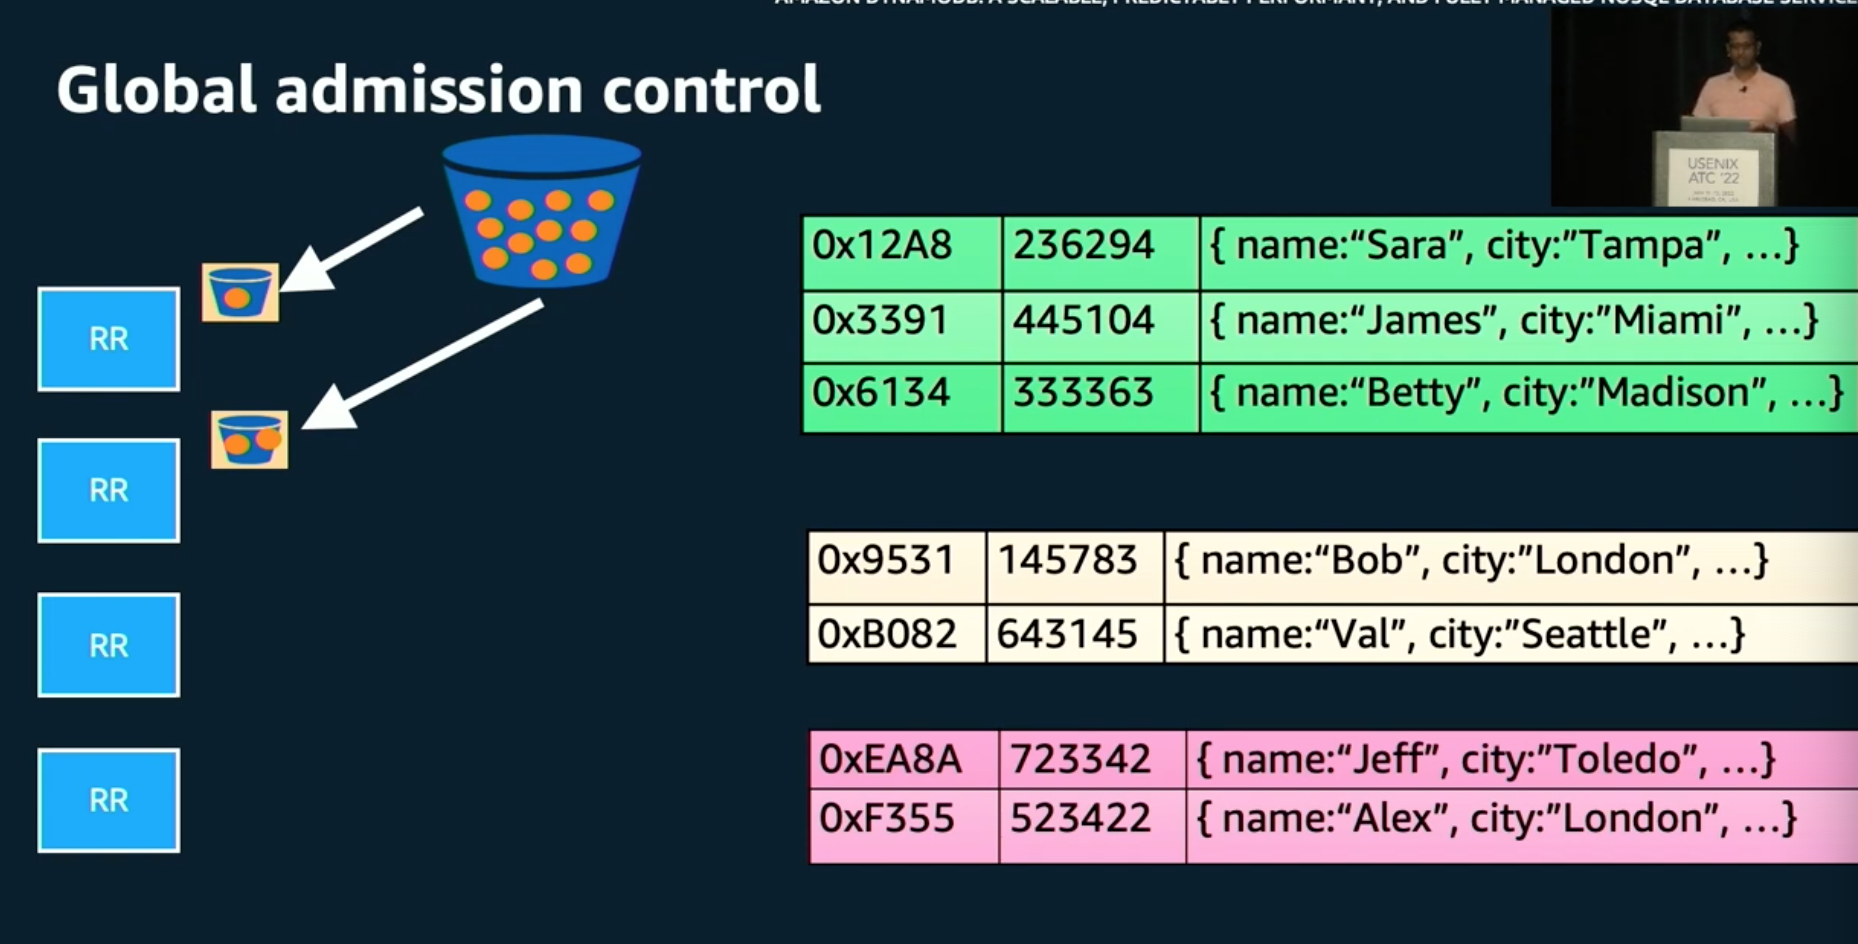 AMAZON DYNAMODB: A SCALABLE, PREDICTABLY PERFORMANT, AND FULLY MANAGED NOSQL DATABASE SERVICE
Global admission control
USENIX
ATC '22
RR
RR
RR
RR
0x12A8 236294 { name:“Sara”, city:”Tampa”, ...}
0x3391 445104 { name:“James”, city:”Miami”, ...}
0x6134 333363 { name:“Betty”, city:”Madison”, ...}
0x9531 145783 { name:“Bob”, city:”London”, ...}
0xB082 643145 { name:“Val”, city:”Seattle”, ...}
0xEA8A 723342 { name:“Jeff”, city:”Toledo”, ...}
0xF355 523422 { name:“Alex”, city:”London”, ...}